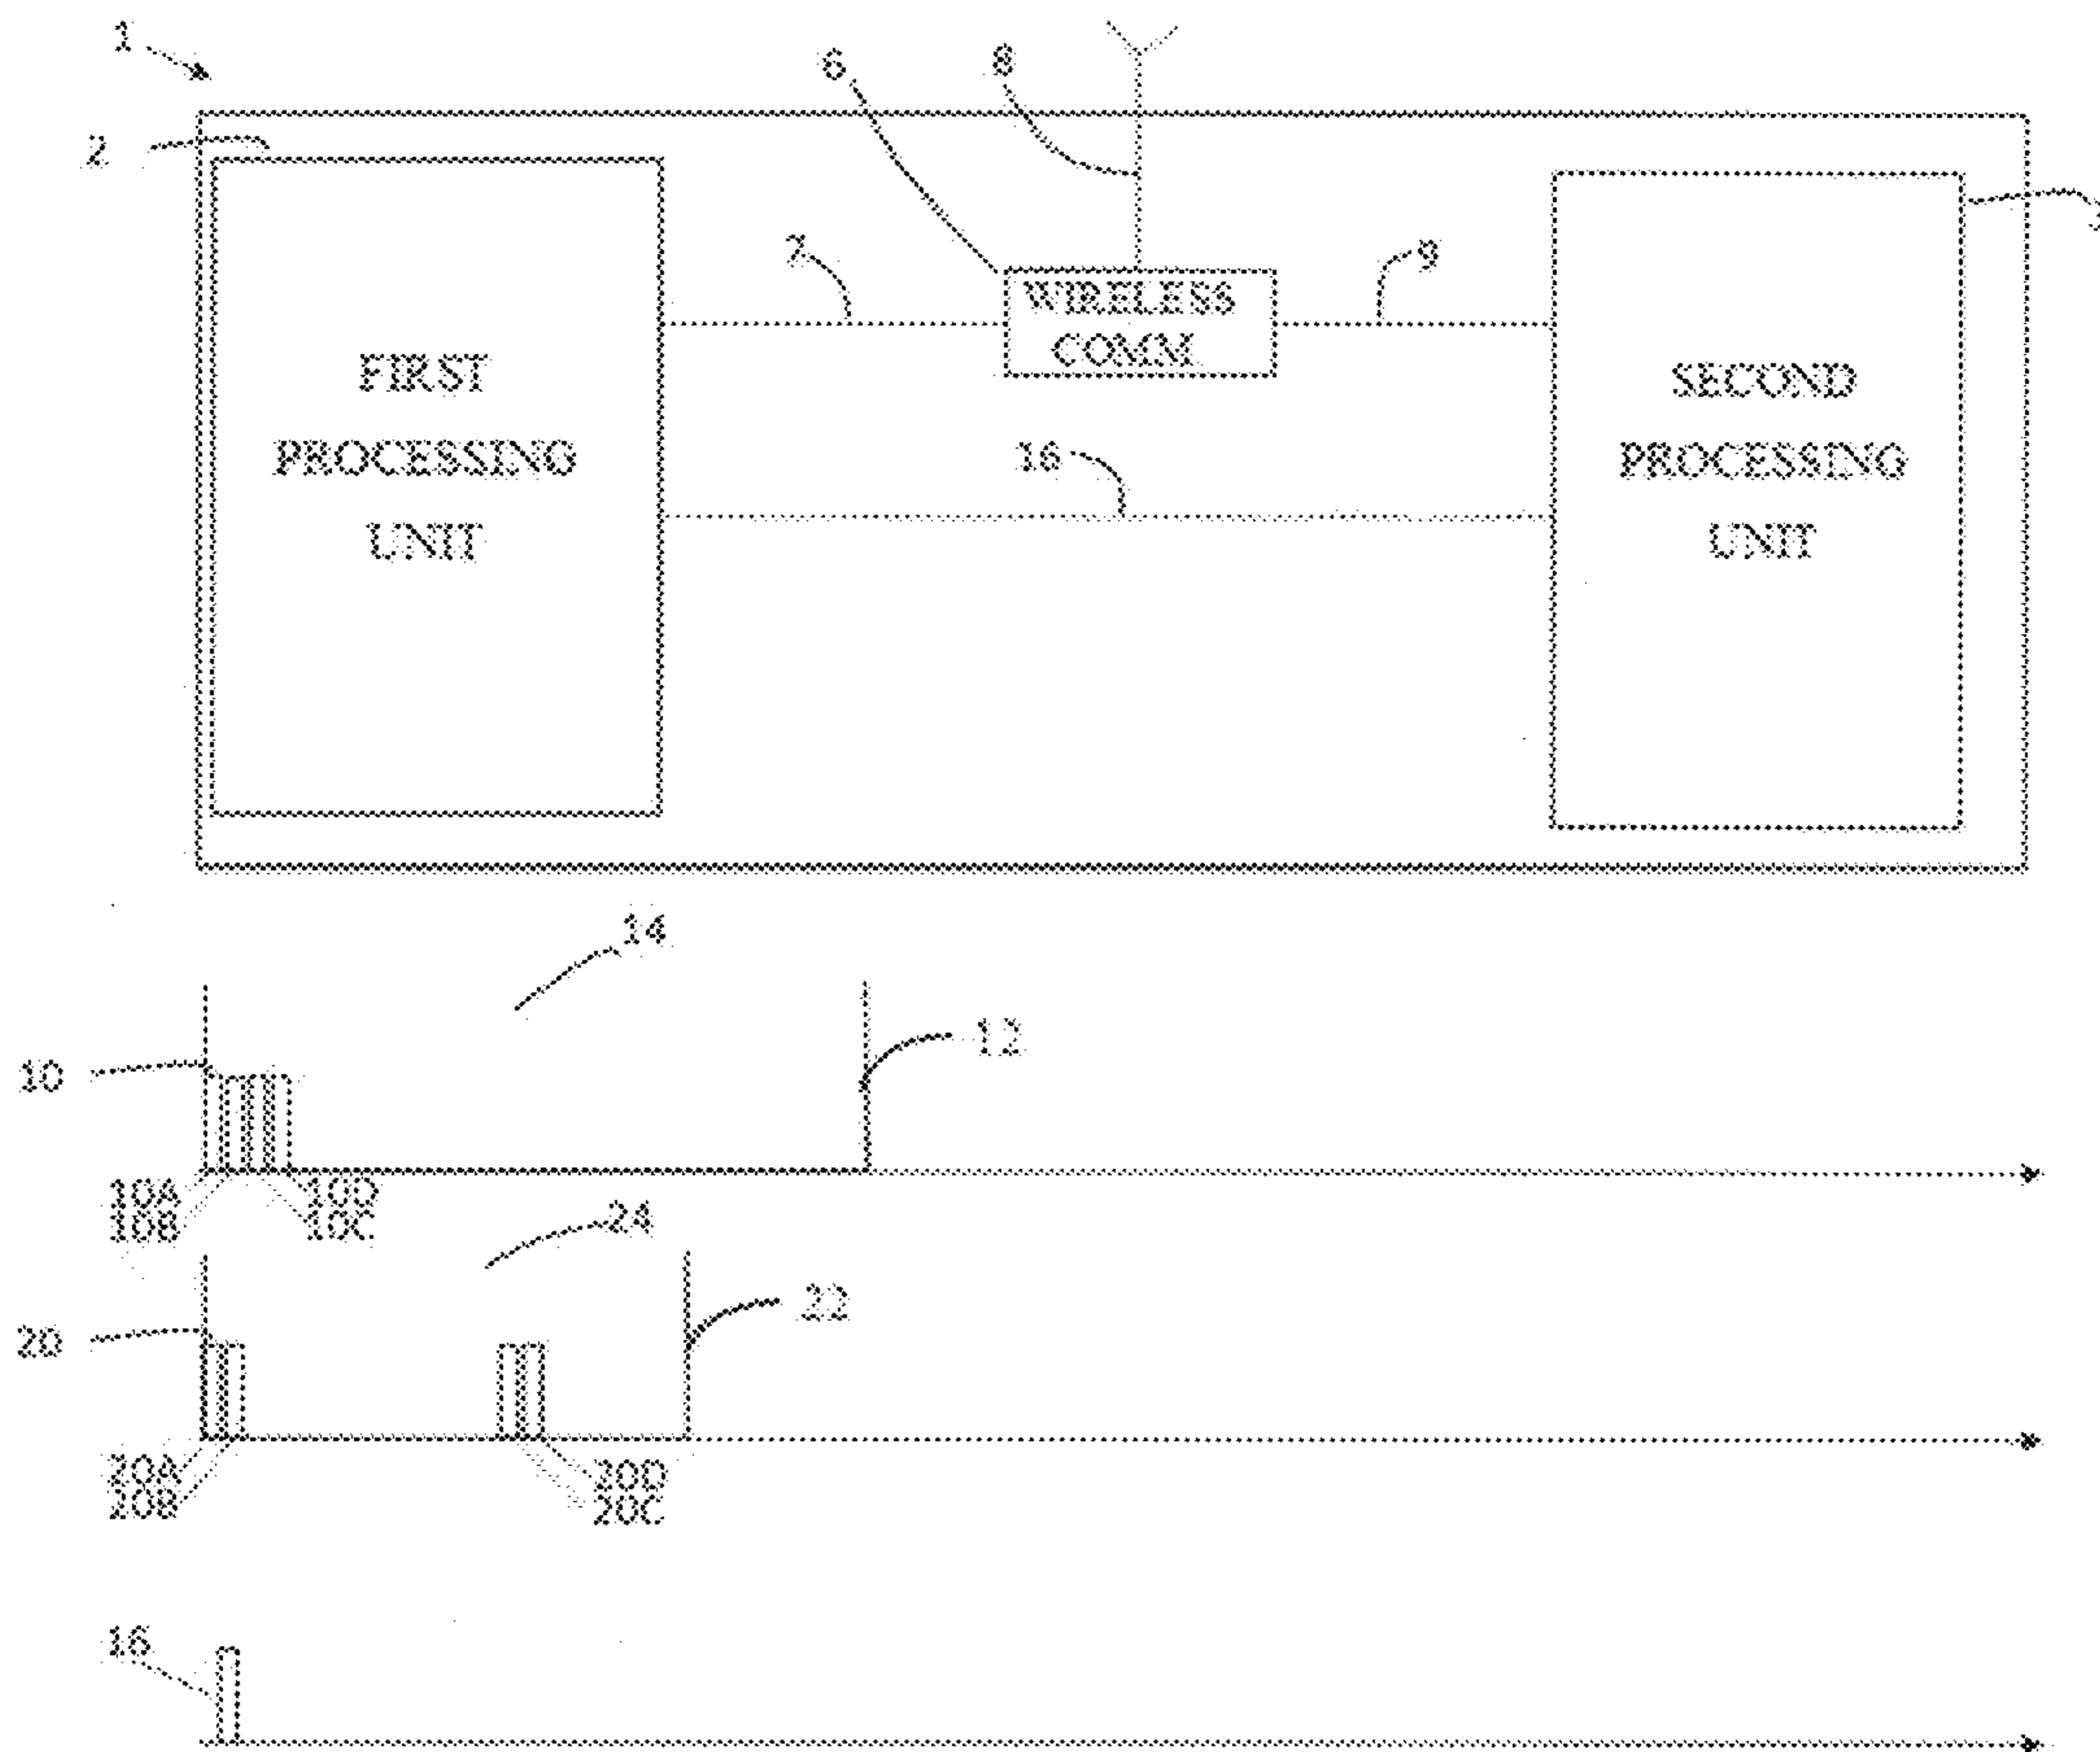 1
6
8
2
7
9
WIRELESS
COMM
FIRST
PROCESSING
UNIT
16
SECOND
PROCESSING
UNIT
14
12
10
10A
10B
10D
10C
24
22
20
20A
20B
20D
20C
16